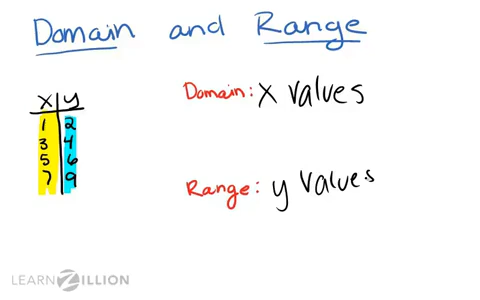 Domain and Range
x y
1 2
3 4
5 6
7 9
Domain: x values
Range: y values
LEARNZILLION